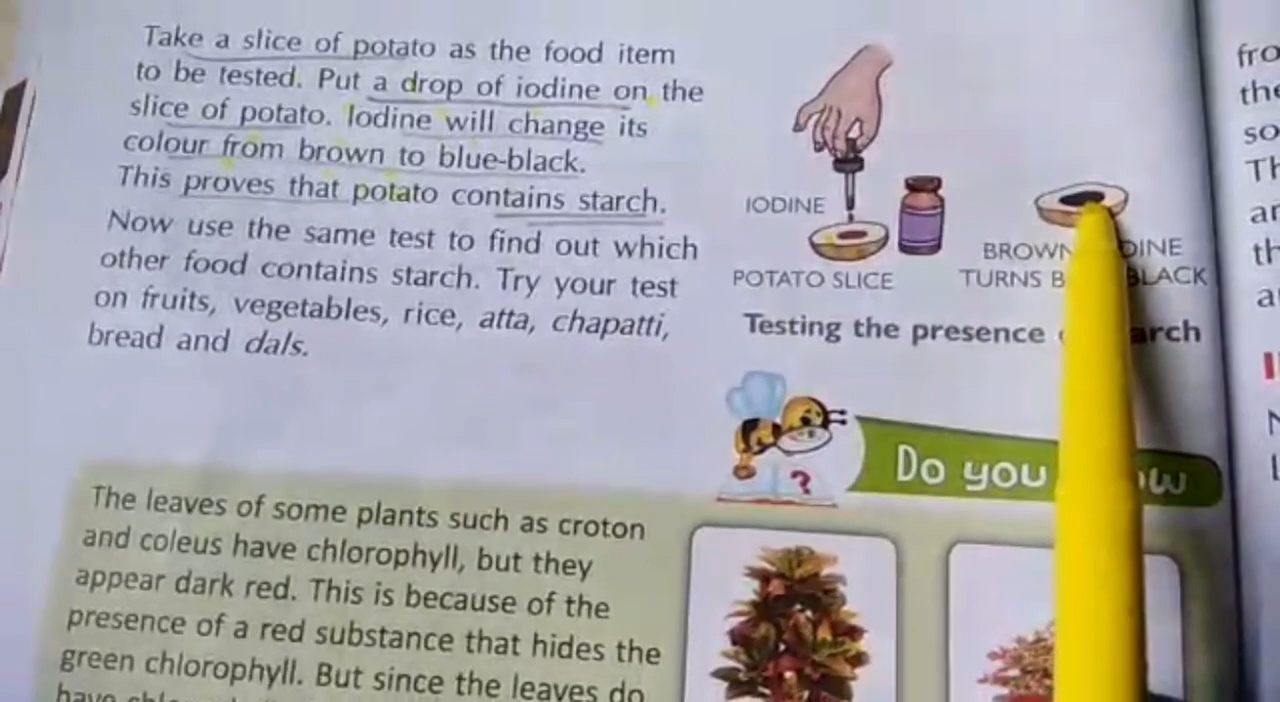 Take a slice of potato as the food item
to be tested. Put a drop of iodine on the
slice of potato. Iodine will change its
colour from brown to blue-black.
This proves that potato contains starch.
Now use the same test to find out which
other food contains starch. Try your test
on fruits, vegetables, rice, atta, chapatti,
bread and dals.
IODINE
POTATO SLICE
BROWN
TURNS BLACK
Testing the presence
Do you
?
The leaves of some plants such as croton
and coleus have chlorophyll, but they
appear dark red. This is because of the
presence of a red substance that hides the
green chlorophyll. But since the leaves do
have